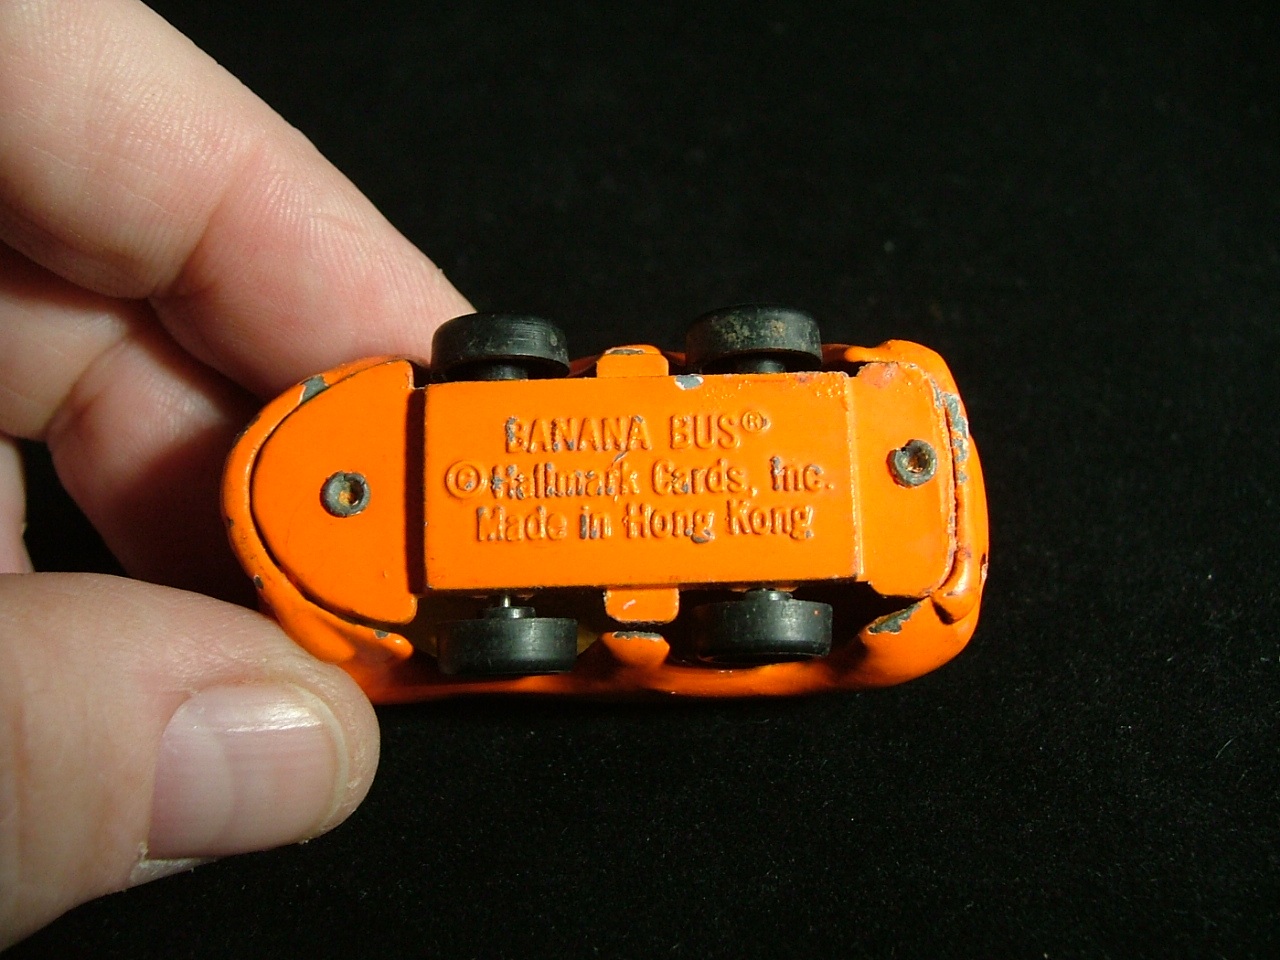 BANANA BUS®
© Hallmark Cards, Inc.
Made in Hong Kong